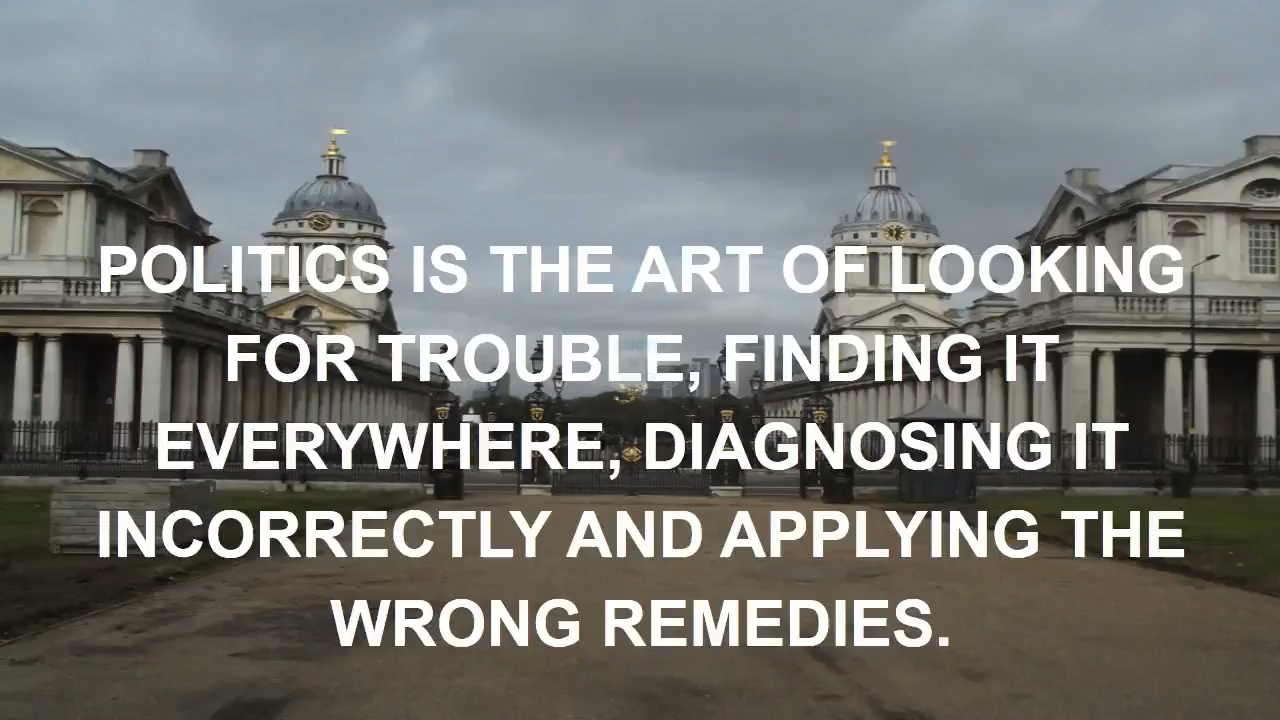 POLITICS IS THE ART OF LOOKING
FOR TROUBLE, FINDING IT
EVERYWHERE, DIAGNOSING IT
INCORRECTLY AND APPLYING THE
WRONG REMEDIES.